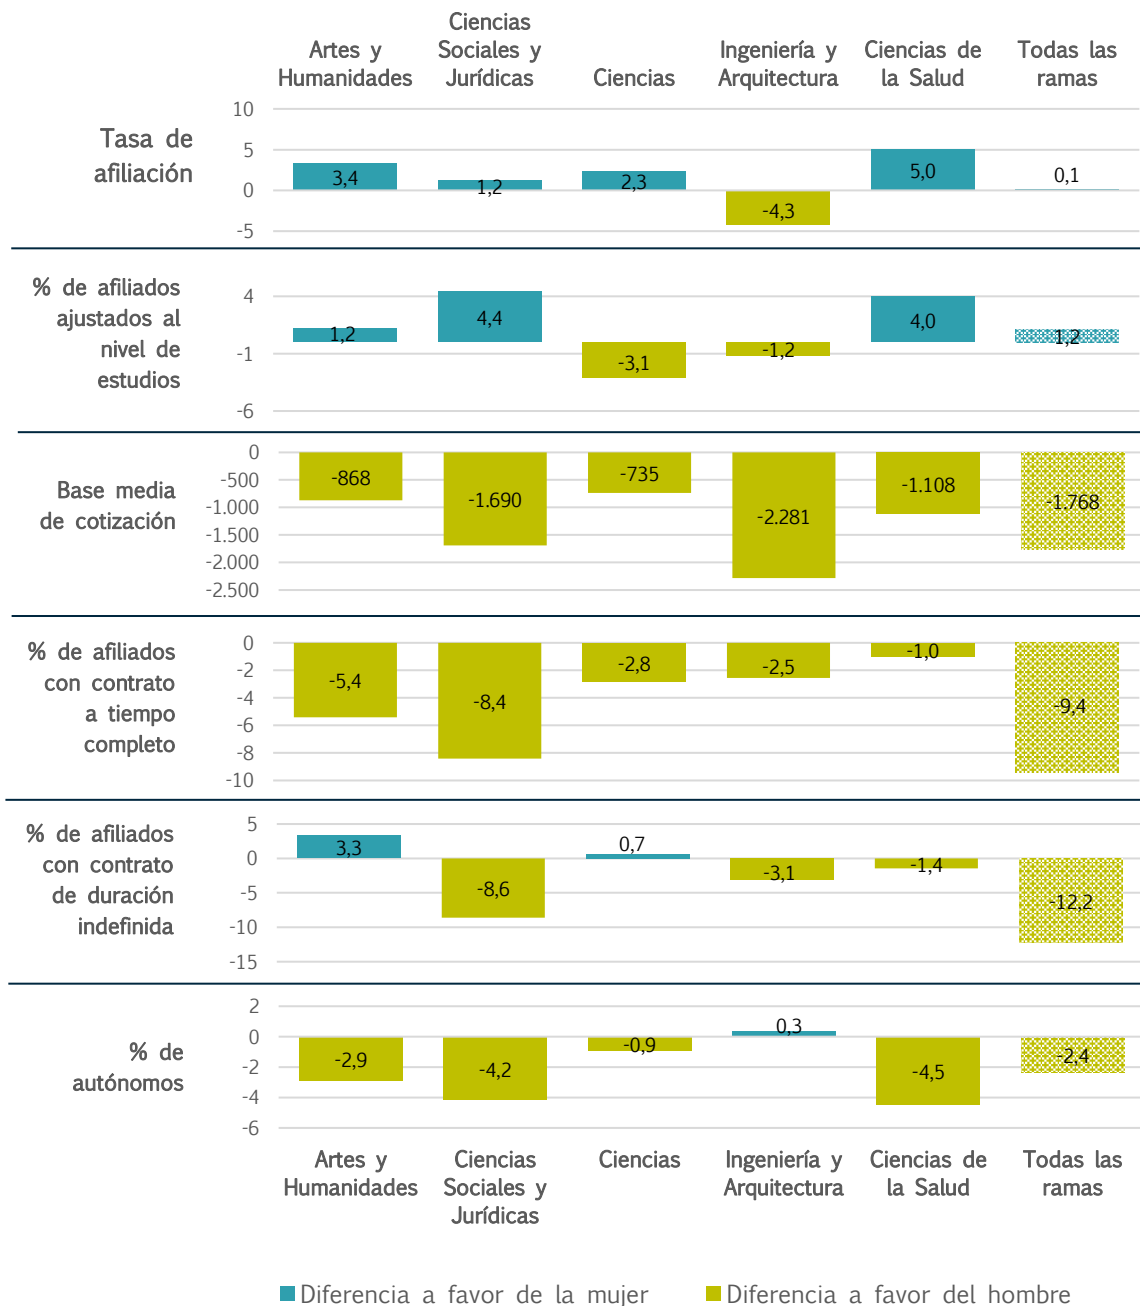 Artes y
Humanidades
Ciencias
Sociales y
Jurídicas
Ciencias
Ingeniería y
Arquitectura
Ciencias de
la Salud
Todas las
ramas
Tasa de
afiliación
10
5
0
-5
3,4
1,2
2,3
-4,3
5,0
0,1
% de afiliados
ajustados al
nivel de
estudios
4
-1
-6
1,2
4,4
-3,1
-1,2
4,0
1,2
Base media
de cotización
0
-500
-1.000
-1.500
-2.000
-2.500
-868
-1.690
-735
-2.281
-1.108
-1.768
% de afiliados
con contrato
a tiempo
completo
0
-2
-4
-6
-8
-10
-5,4
-8,4
-2,8
-2,5
-1,0
-9,4
% de afiliados
con contrato
de duración
indefinida
5
0
-5
-10
-15
3,3
-8,6
0,7
-3,1
-1,4
-12,2
% de
autónomos
2
0
-2
-4
-6
-2,9
-4,2
-0,9
0,3
-4,5
-2,4
Artes y
Humanidades
Ciencias
Sociales y
Jurídicas
Ciencias
Ingeniería y
Arquitectura
Ciencias de
la Salud
Todas las
ramas
Diferencia a favor de la mujer
Diferencia a favor del hombre